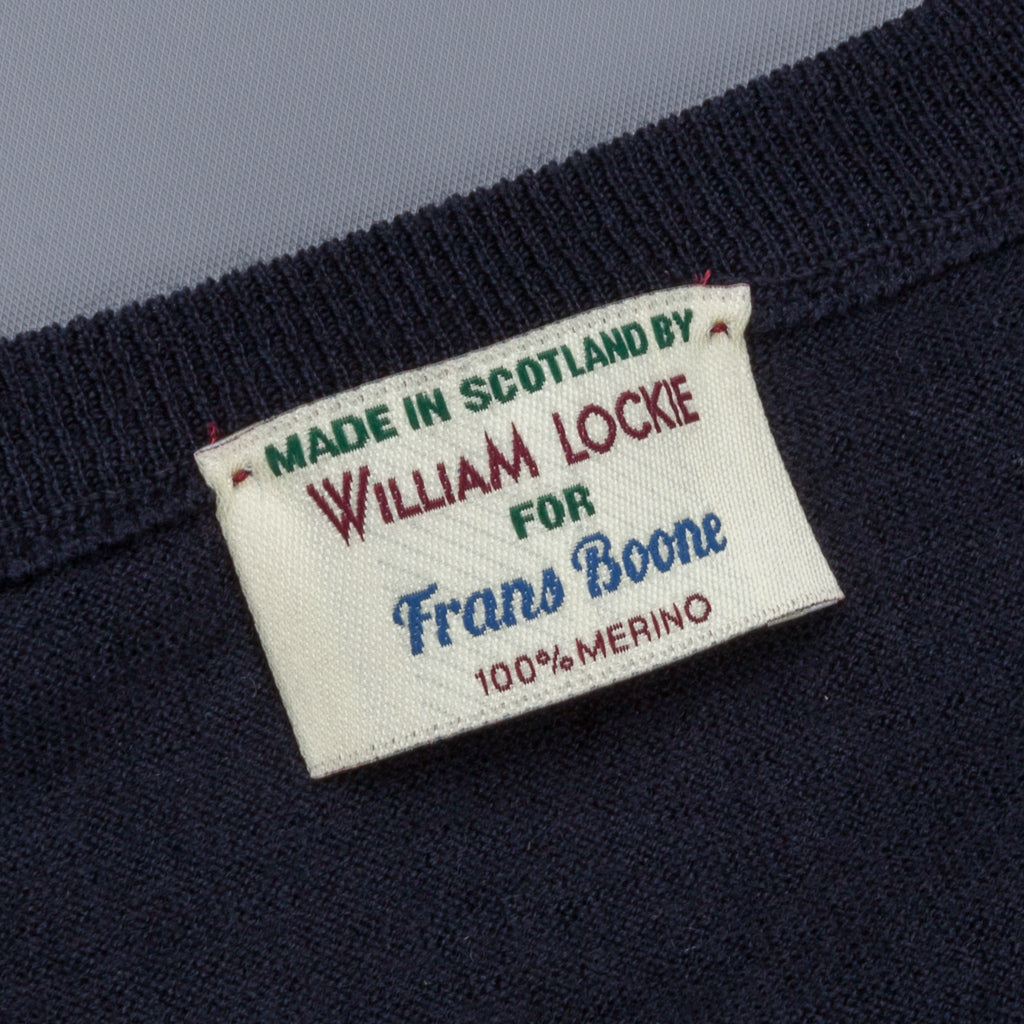 MADE IN SCOTLAND BY
WILLIAM LOCKIE
FOR
Frans Boone
100% MERINO